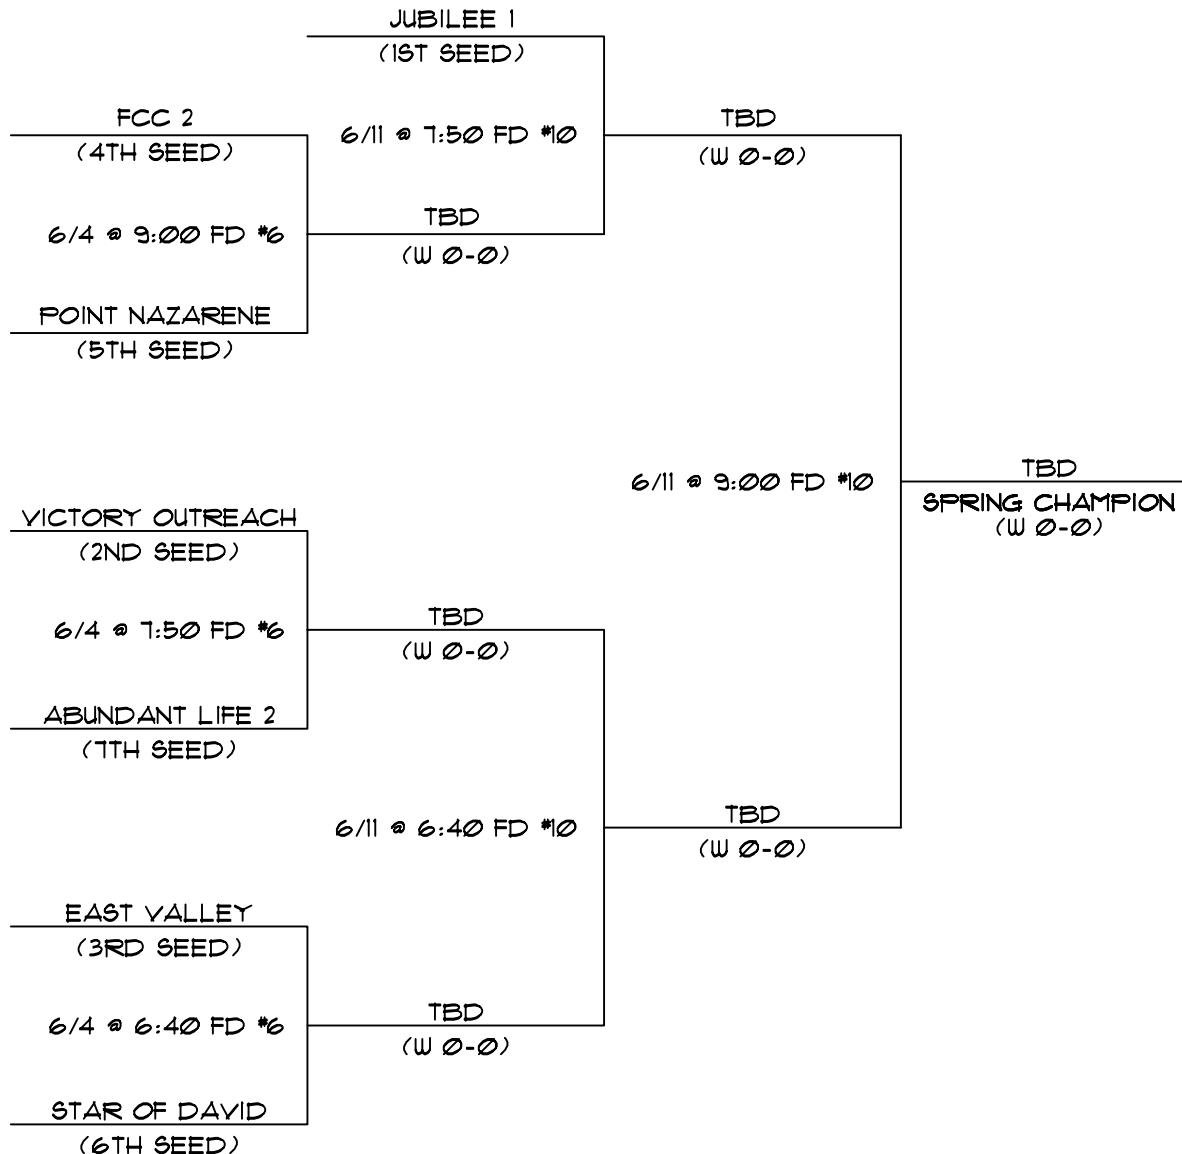 JUBILEE 1
(1ST SEED)
FCC 2
(4TH SEED)
6/11 @ 7:50 FD #10
TBD
(W 0-0)
6/4 @ 9:00 FD #6
TBD
(W 0-0)
POINT NAZARENE
(5TH SEED)
6/11 @ 9:00 FD #10
TBD
SPRING CHAMPION
(W 0-0)
VICTORY OUTREACH
(2ND SEED)
6/4 @ 7:50 FD #6
TBD
(W 0-0)
ABUNDANT LIFE 2
(7TH SEED)
6/11 @ 6:40 FD #10
TBD
(W 0-0)
EAST VALLEY
(3RD SEED)
6/4 @ 6:40 FD #6
TBD
(W 0-0)
STAR OF DAVID
(6TH SEED)